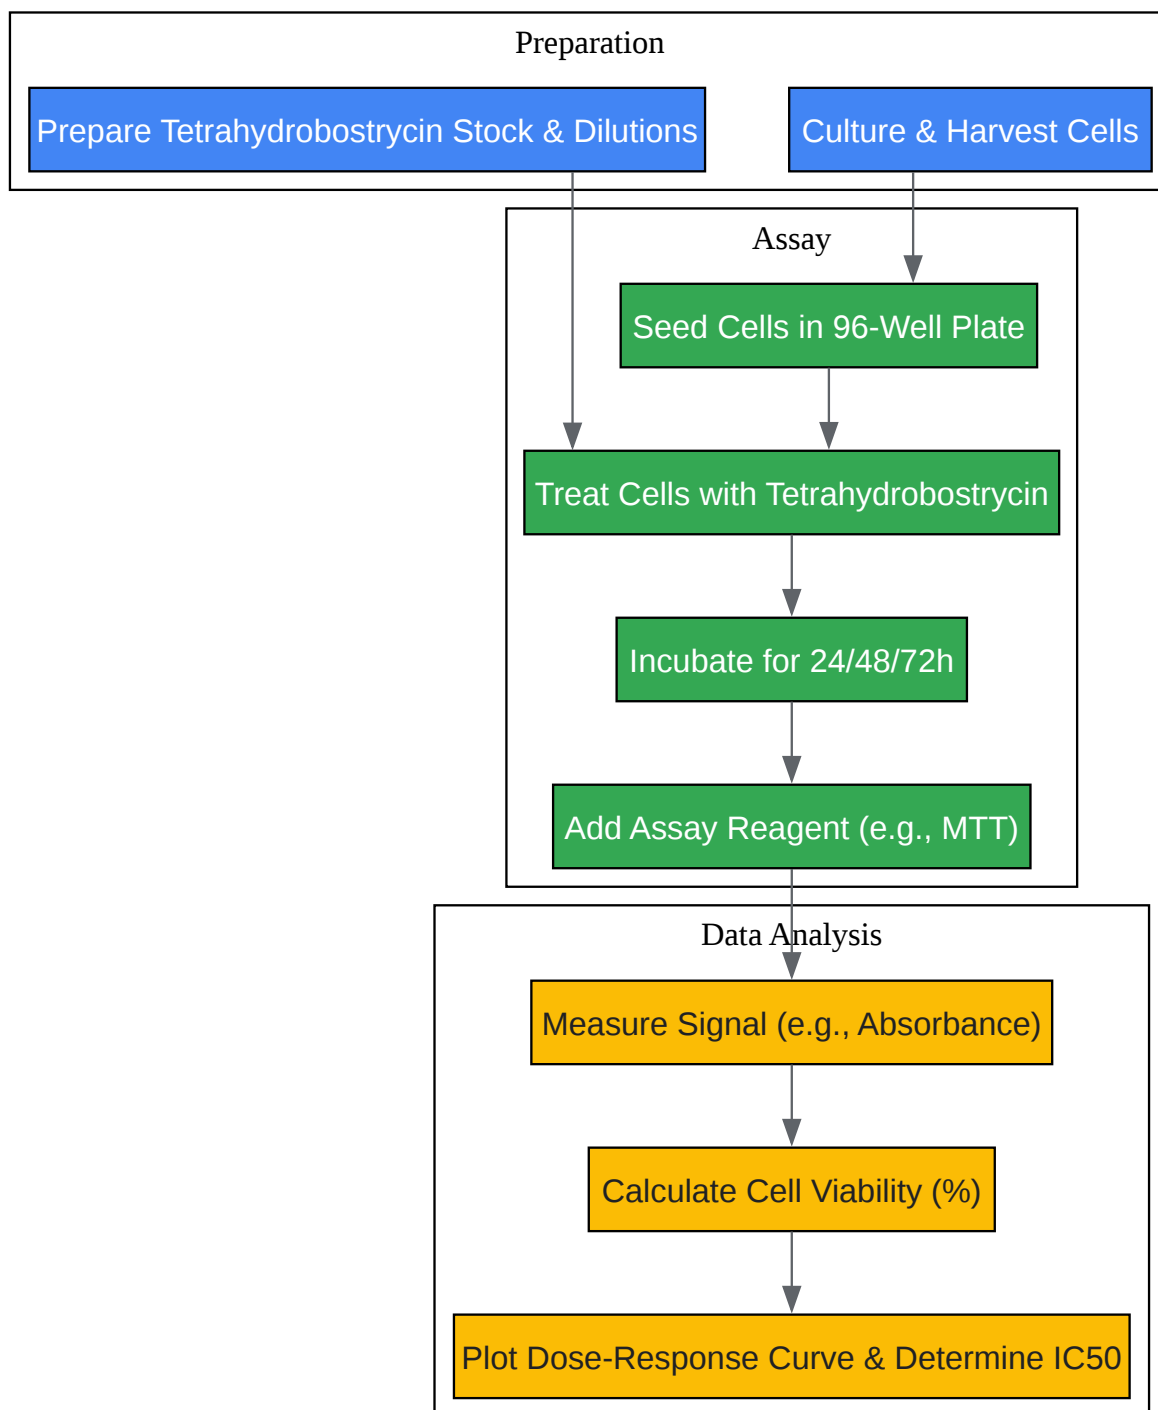 Preparation
Prepare Tetrahydrobostrycin Stock & Dilutions
Culture & Harvest Cells
Assay
Seed Cells in 96-Well Plate
Treat Cells with Tetrahydrobostrycin
Incubate for 24/48/72h
Add Assay Reagent (e.g., MTT)
Data Analysis
Measure Signal (e.g., Absorbance)
Calculate Cell Viability (%)
Plot Dose-Response Curve & Determine IC50